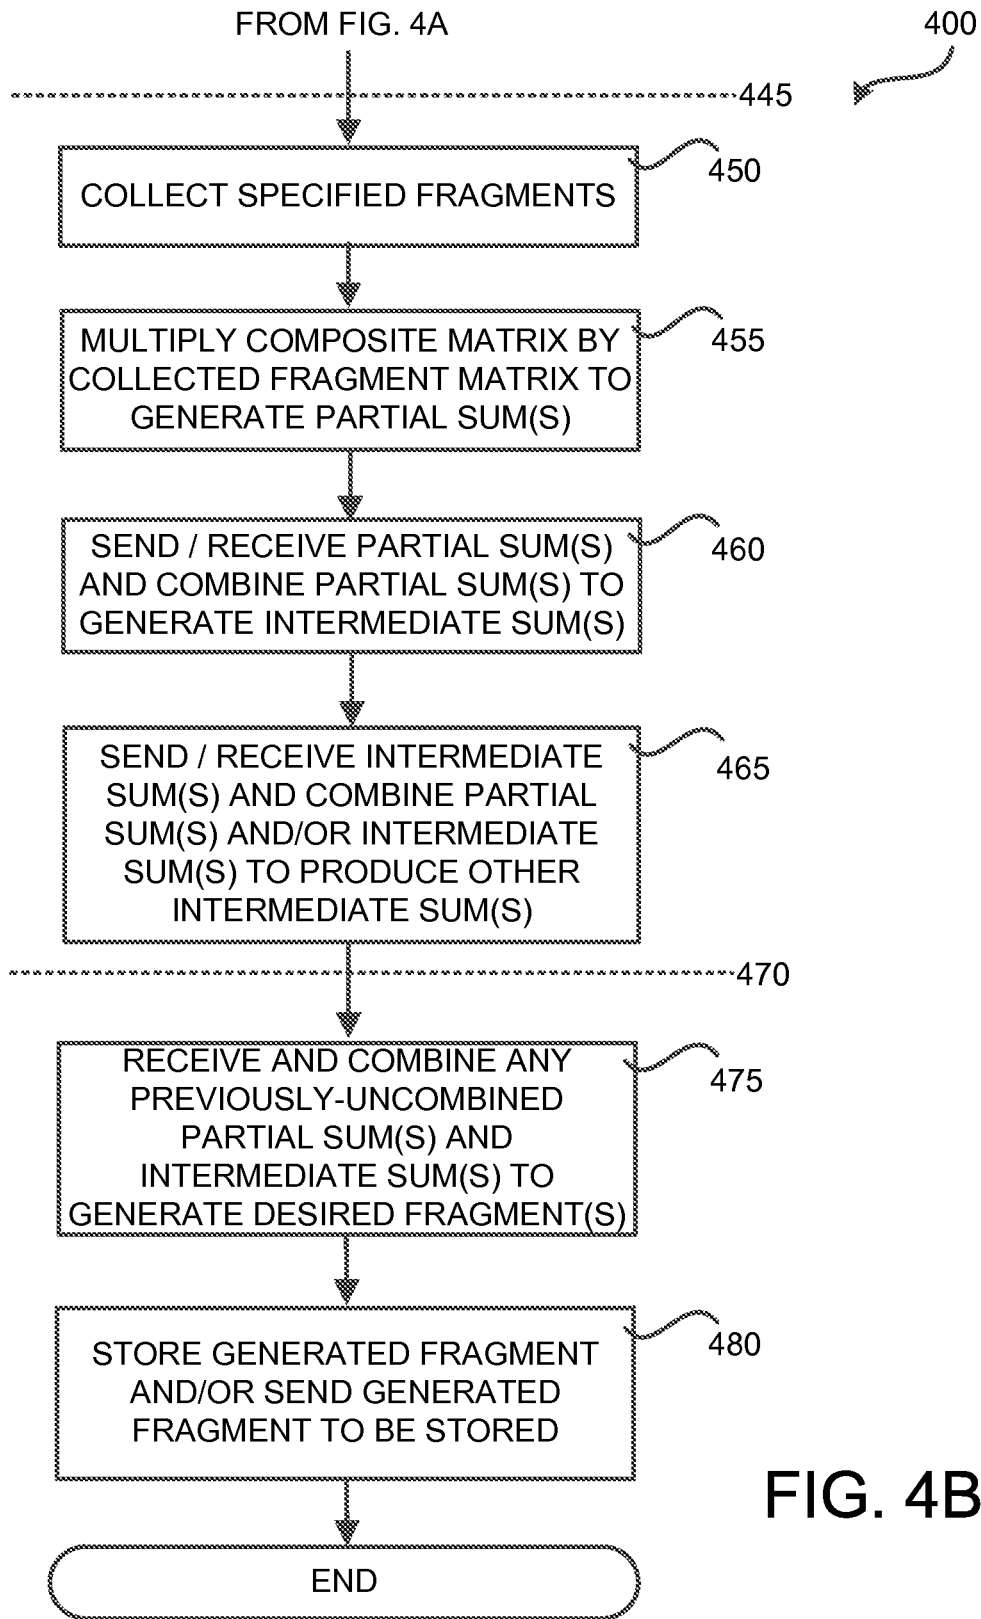 FROM FIG. 4A
400
445
450
COLLECT SPECIFIED FRAGMENTS
455
MULTIPLY COMPOSITE MATRIX BY
COLLECTED FRAGMENT MATRIX TO
GENERATE PARTIAL SUM(S)
460
SEND / RECEIVE PARTIAL SUM(S)
AND COMBINE PARTIAL SUM(S) TO
GENERATE INTERMEDIATE SUM(S)
465
SEND / RECEIVE INTERMEDIATE
SUM(S) AND COMBINE PARTIAL
SUM(S) AND/OR INTERMEDIATE
SUM(S) TO PRODUCE OTHER
INTERMEDIATE SUM(S)
470
475
RECEIVE AND COMBINE ANY
PREVIOUSLY-UNCOMBINED
PARTIAL SUM(S) AND
INTERMEDIATE SUM(S) TO
GENERATE DESIRED FRAGMENT(S)
480
STORE GENERATED FRAGMENT
AND/OR SEND GENERATED
FRAGMENT TO BE STORED
FIG. 4B
END